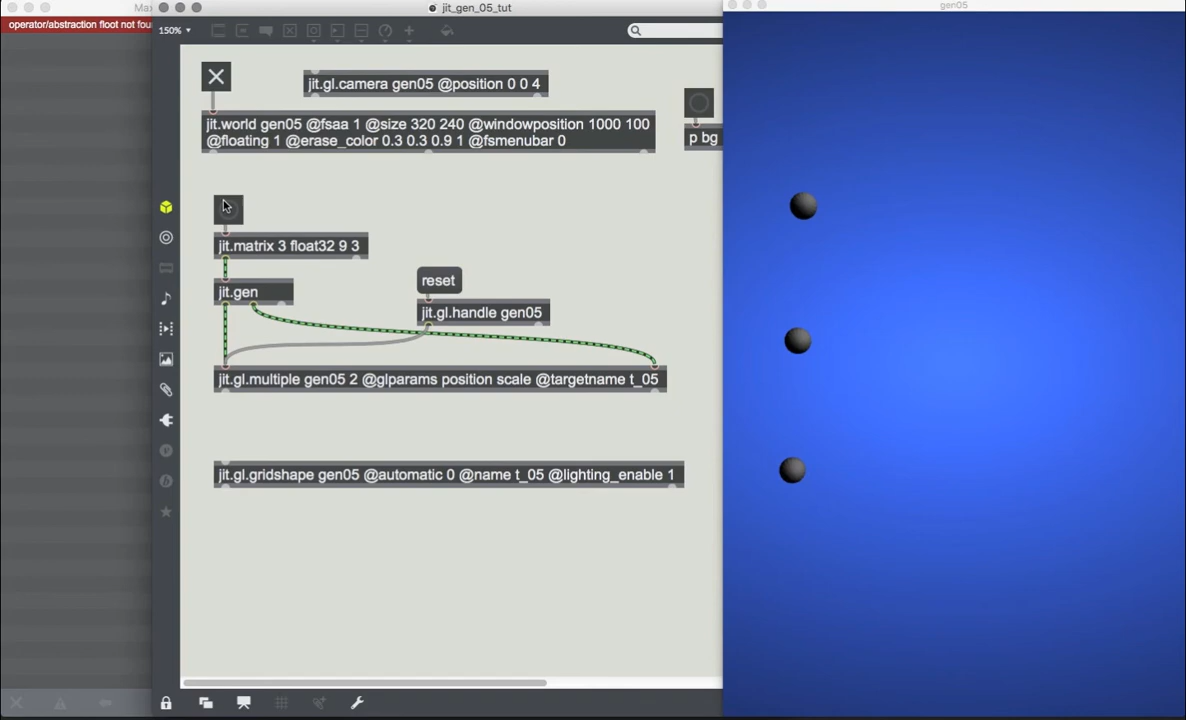 Max
jit_gen_05_tut
gen05
operator/abstraction floot not fou
150%
jit.gl.camera gen05 @position 0 0 4
jit.world gen05 @fsaa 1 @size 320 240 @windowposition 1000 100
@floating 1 @erase_color 0.3 0.3 0.9 1 @fsmenubar 0
p bg
jit.matrix 3 float32 9 3
jit.gen
reset
jit.gl.handle gen05
jit.gl.multiple gen05 2 @glparams position scale @targetname t_05
jit.gl.gridshape gen05 @automatic 0 @name t_05 @lighting_enable 1